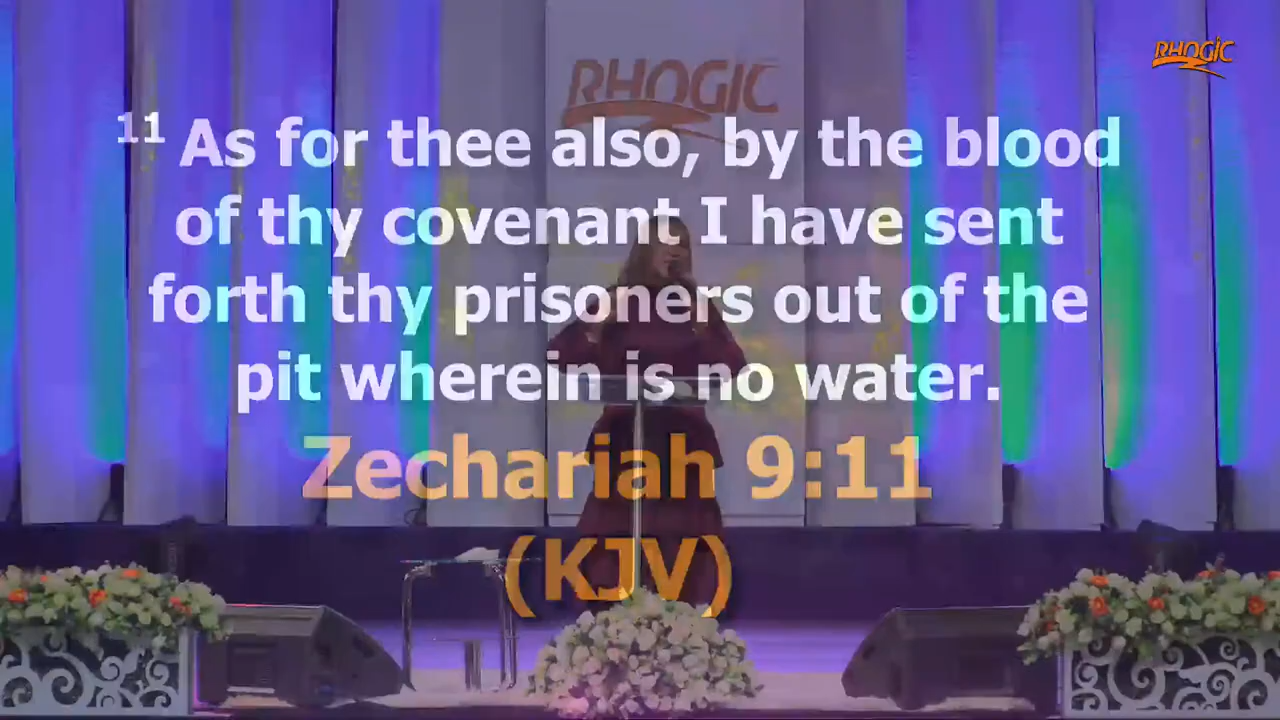 RHOGIC
RHOGIC
11 As for thee also, by the blood
of thy covenant I have sent
forth thy prisoners out of the
pit wherein is no water.
Zechariah 9:11
(KJV)